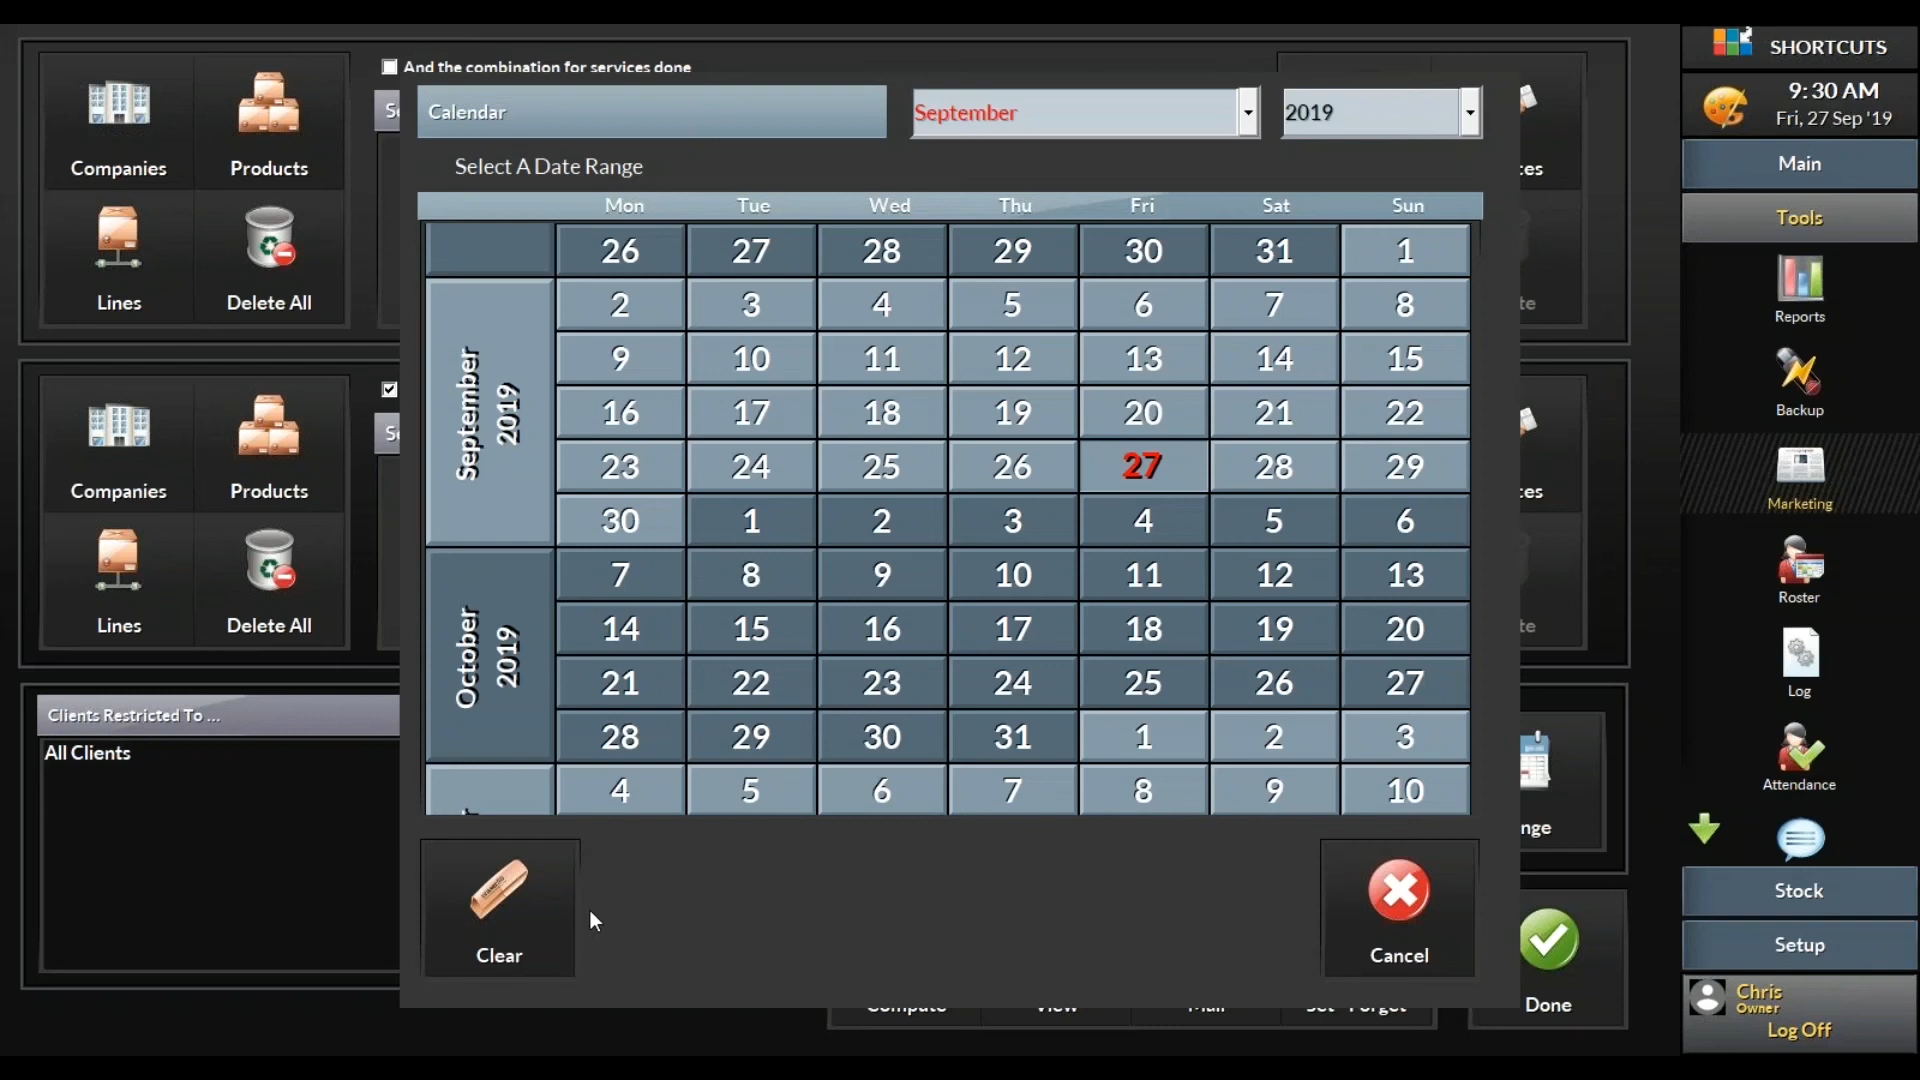 And the combination for services done
SHORTCUTS
9:30 AM
Fri, 27 Sep '19
Companies
Products
Lines
Delete All
Companies
Products
Lines
Delete All
Clients Restricted To ...
All Clients
Calendar
September
2019
Select A Date Range
Mon Tue Wed Thu Fri Sat Sun
26 27 28 29 30 31 1
September 2019
2 3 4 5 6 7 8
9 10 11 12 13 14 15
16 17 18 19 20 21 22
23 24 25 26 27 28 29
30 1 2 3 4 5 6
October 2019
7 8 9 10 11 12 13
14 15 16 17 18 19 20
21 22 23 24 25 26 27
28 29 30 31 1 2 3
4 5 6 7 8 9 10
Clear
Cancel
Done
Main
Tools
Reports
Backup
Marketing
Roster
Log
Attendance
Stock
Setup
Chris
Owner
Log Off